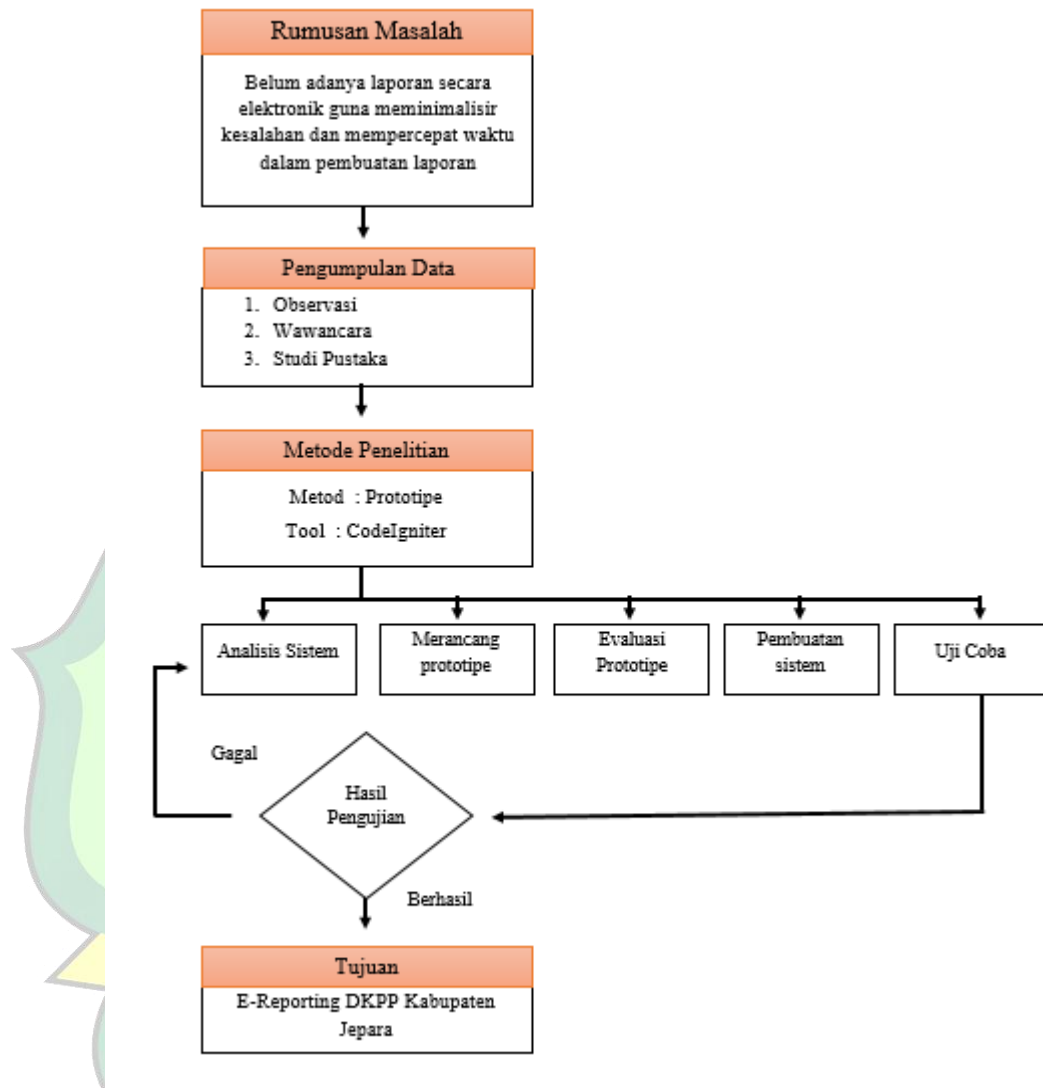 Rumusan Masalah
Belum adanya laporan secara
elektronik guna meminimalisir
kesalahan dan mempercepat waktu
dalam pembuatan laporan
Pengumpulan Data
1. Observasi
2. Wawancara
3. Studi Pustaka
Metode Penelitian
Metod : Prototipe
Tool : CodeIgniter
Analisis Sistem
Merancang
prototipe
Evaluasi
Prototipe
Pembuatan
sistem
Uji Coba
Gagal
Hasil
Pengujian
Berhasil
Tujuan
E-Reporting DKPP Kabupaten
Jepara